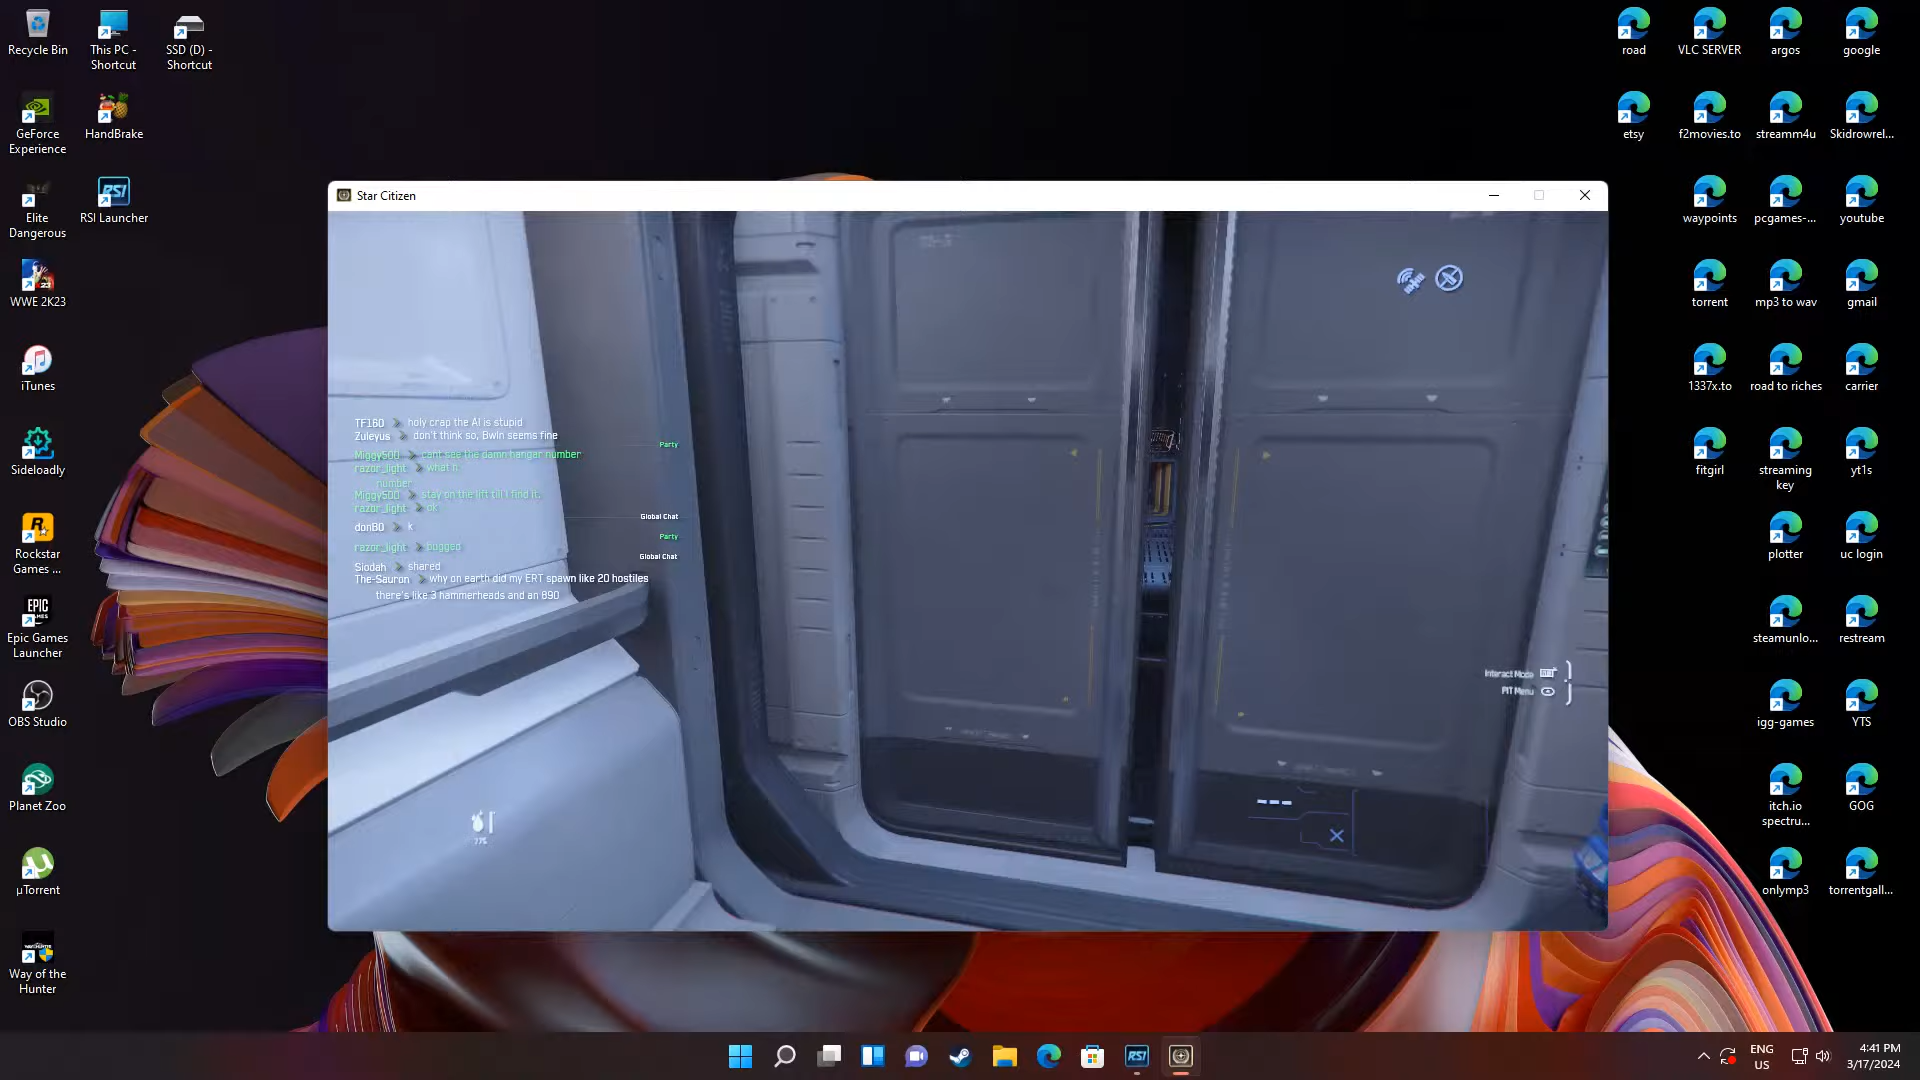 Recycle Bin
This PC - Shortcut
SSD (D) - Shortcut
GeForce Experience
HandBrake
Elite Dangerous
RSI Launcher
WWE 2K23
iTunes
Sideloadly
Rockstar Games ...
Epic Games Launcher
OBS Studio
Planet Zoo
µTorrent
Way of the Hunter
Star Citizen
TF160 > holy crap the AI is stupid
Zuleyus > don't think so, Bwin seems fine
Party
Miggy500 > cant see the damn hangar number
razor_light > what h
number
Miggy500 > stay on the lift till i find it.
razor_light > ok
Global Chat
donBD > k
Party
razor_light > bugged
Global Chat
Slodah > shared
The-Sauron > why on earth did my ERT spawn like 20 hostiles
there's like 3 hammerheads and an 890
Interact Mode
PIT Menu
77%
road
VLC SERVER
argos
google
etsy
f2movies.to
streamm4u
Skidrowrel...
waypoints
pcgames-...
youtube
torrent
mp3 to wav
gmail
1337x.to
road to riches
carrier
fitgirl
streaming key
yt1s
plotter
uc login
steamunlo...
restream
igg-games
YTS
itch.io spectru...
GOG
onlymp3
torrentgall...
RSI
ENG
US
4:41 PM
3/17/2024